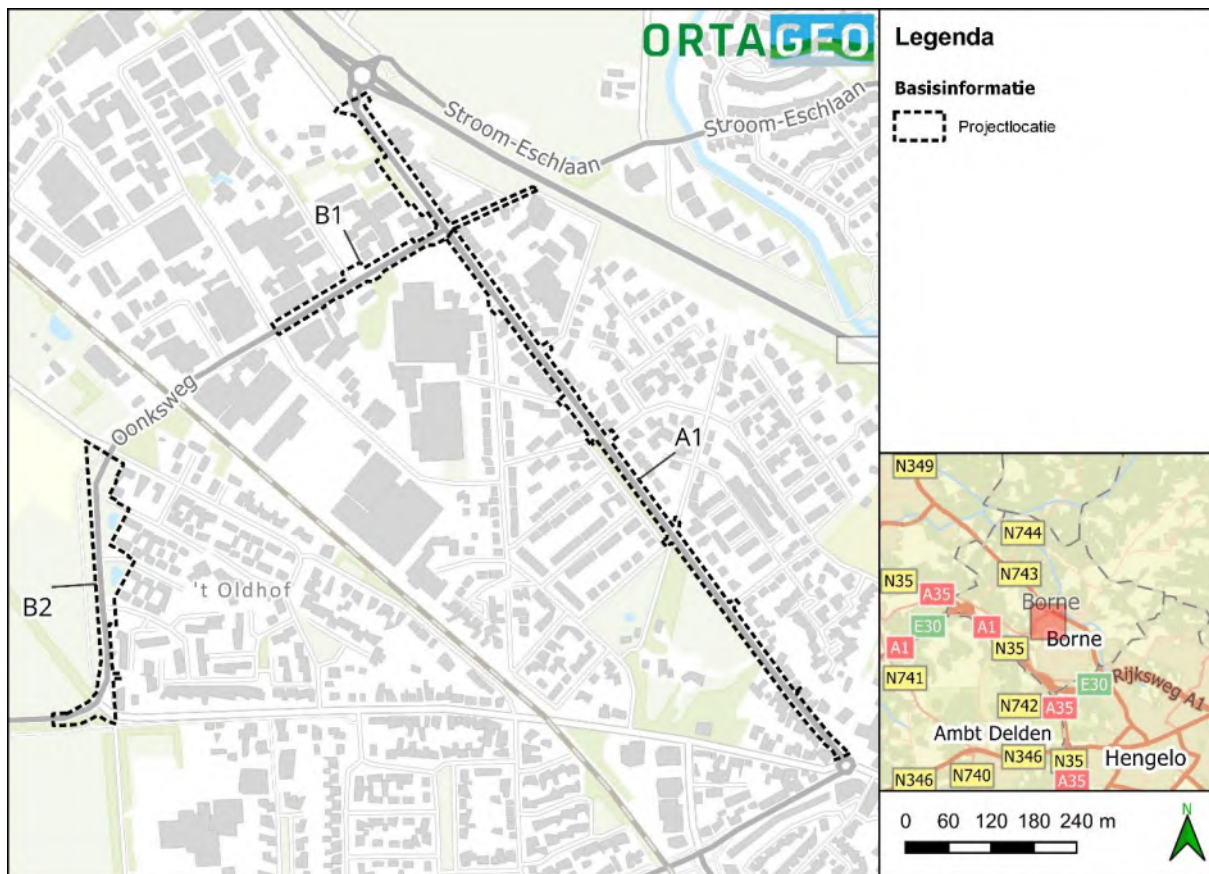 ORTAGEO
Stroom-Eschlaan
Stroom-Eschlaan
B1
Oonksweg
A1
't Oldhof
B2
Legenda
Basisinformatie
Projectlocatie
N349
N744
N743
N35
A35
Borne
E30
A1
N35
Borne
A1
N741
E30
Rijksweg A1
N742
A35
Ambt Delden
N346
N35
Hengelo
N346
N740
A35
0 60 120 180 240 m
N